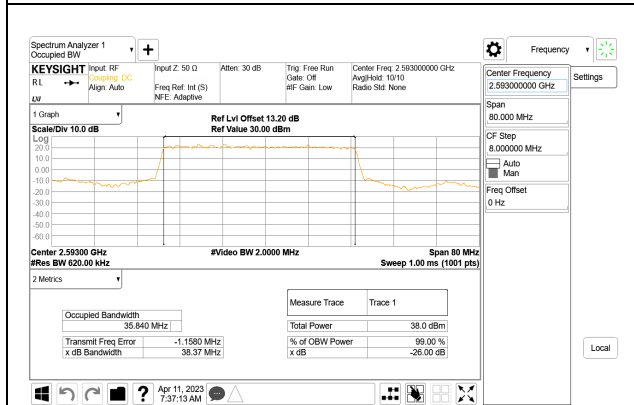 Spectrum Analyzer 1
Occupied BW
+
Frequency
KEYSIGHT
RL
LXI
Input: RF
Coupling: DC
Align: Auto
Input Z: 50 Ω
Freq Ref: Int (S)
NFE: Adaptive
Atten: 30 dB
Trig: Free Run
Gate: Off
#IF Gain: Low
Center Freq: 2.593000000 GHz
Avg|Hold: 10/10
Radio Std: None
Center Frequency
2.593000000 GHz
Settings
Span
80.000 MHz
CF Step
8.000000 MHz
Auto
Man
Freq Offset
0 Hz
1 Graph
Scale/Div 10.0 dB
Ref Lvl Offset 13.20 dB
Ref Value 30.00 dBm
Log
20.0
10.0
0.00
-10.0
-20.0
-30.0
-40.0
-50.0
-60.0
Center 2.59300 GHz
#Video BW 2.0000 MHz
Span 80 MHz
#Res BW 620.00 kHz
Sweep 1.00 ms (1001 pts)
2 Metrics
Measure Trace
Trace 1
Occupied Bandwidth
35.840 MHz
Total Power
38.0 dBm
Transmit Freq Error
-1.1580 MHz
% of OBW Power
99.00 %
x dB Bandwidth
38.37 MHz
x dB
-26.00 dB
Local
?
Apr 11, 2023
7:37:13 AM